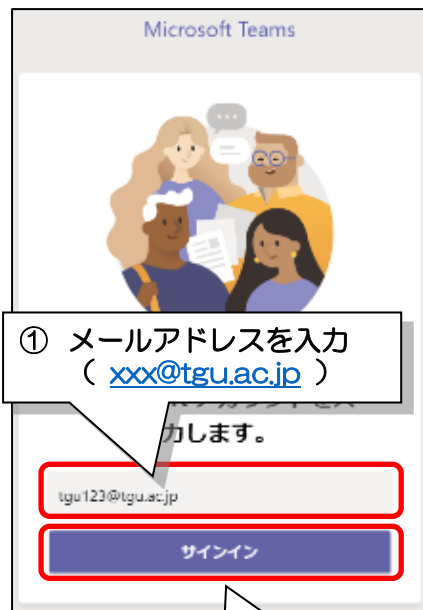 Microsoft Teams
① メールアドレスを入力
( xxx@tgu.ac.jp )
力します。
tgu123@tgu.ac.jp
サインイン